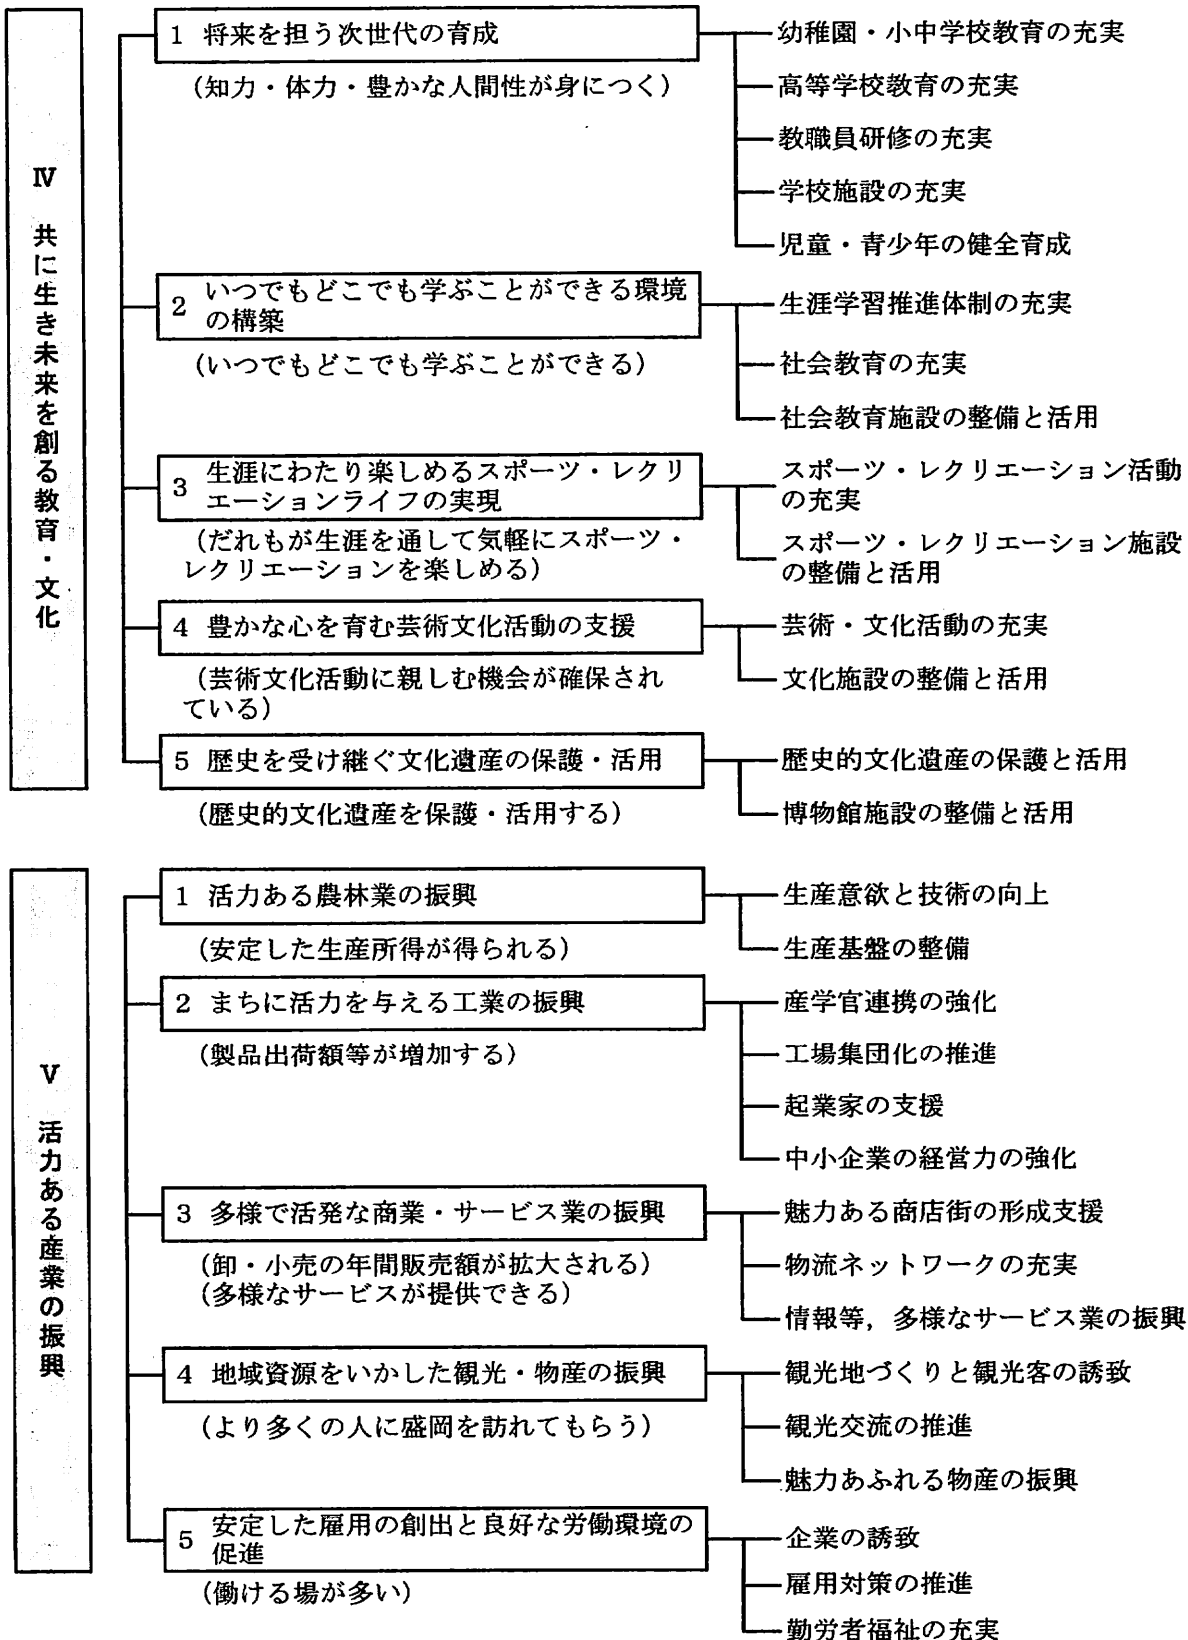 Ⅳ 共に生き未来を創る教育・文化
1 将来を担う次世代の育成
(知力・体力・豊かな人間性が身につく)
幼稚園・小中学校教育の充実
高等学校教育の充実
教職員研修の充実
学校施設の充実
児童・青少年の健全育成
2 いつでもどこでも学ぶことができる環境
の構築
(いつでもどこでも学ぶことができる)
生涯学習推進体制の充実
社会教育の充実
社会教育施設の整備と活用
3 生涯にわたり楽しめるスポーツ・レクリ
エーションライフの実現
(だれもが生涯を通して気軽にスポーツ・
レクリエーションを楽しめる)
スポーツ・レクリエーション活動
の充実
スポーツ・レクリエーション施設
の整備と活用
4 豊かな心を育む芸術文化活動の支援
(芸術文化活動に親しむ機会が確保され
ている)
芸術・文化活動の充実
文化施設の整備と活用
5 歴史を受け継ぐ文化遺産の保護・活用
(歴史的文化遺産を保護・活用する)
歴史的文化遺産の保護と活用
博物館施設の整備と活用
Ⅴ 活力ある産業の振興
1 活力ある農林業の振興
(安定した生産所得が得られる)
生産意欲と技術の向上
生産基盤の整備
2 まちに活力を与える工業の振興
(製品出荷額等が増加する)
産学官連携の強化
工場集団化の推進
起業家の支援
中小企業の経営力の強化
3 多様で活発な商業・サービス業の振興
(卸・小売の年間販売額が拡大される)
(多様なサービスが提供できる)
魅力ある商店街の形成支援
物流ネットワークの充実
情報等,多様なサービス業の振興
4 地域資源をいかした観光・物産の振興
(より多くの人に盛岡を訪れてもらう)
観光地づくりと観光客の誘致
観光交流の推進
魅力あふれる物産の振興
5 安定した雇用の創出と良好な労働環境の
促進
(働ける場が多い)
企業の誘致
雇用対策の推進
勤労者福祉の充実